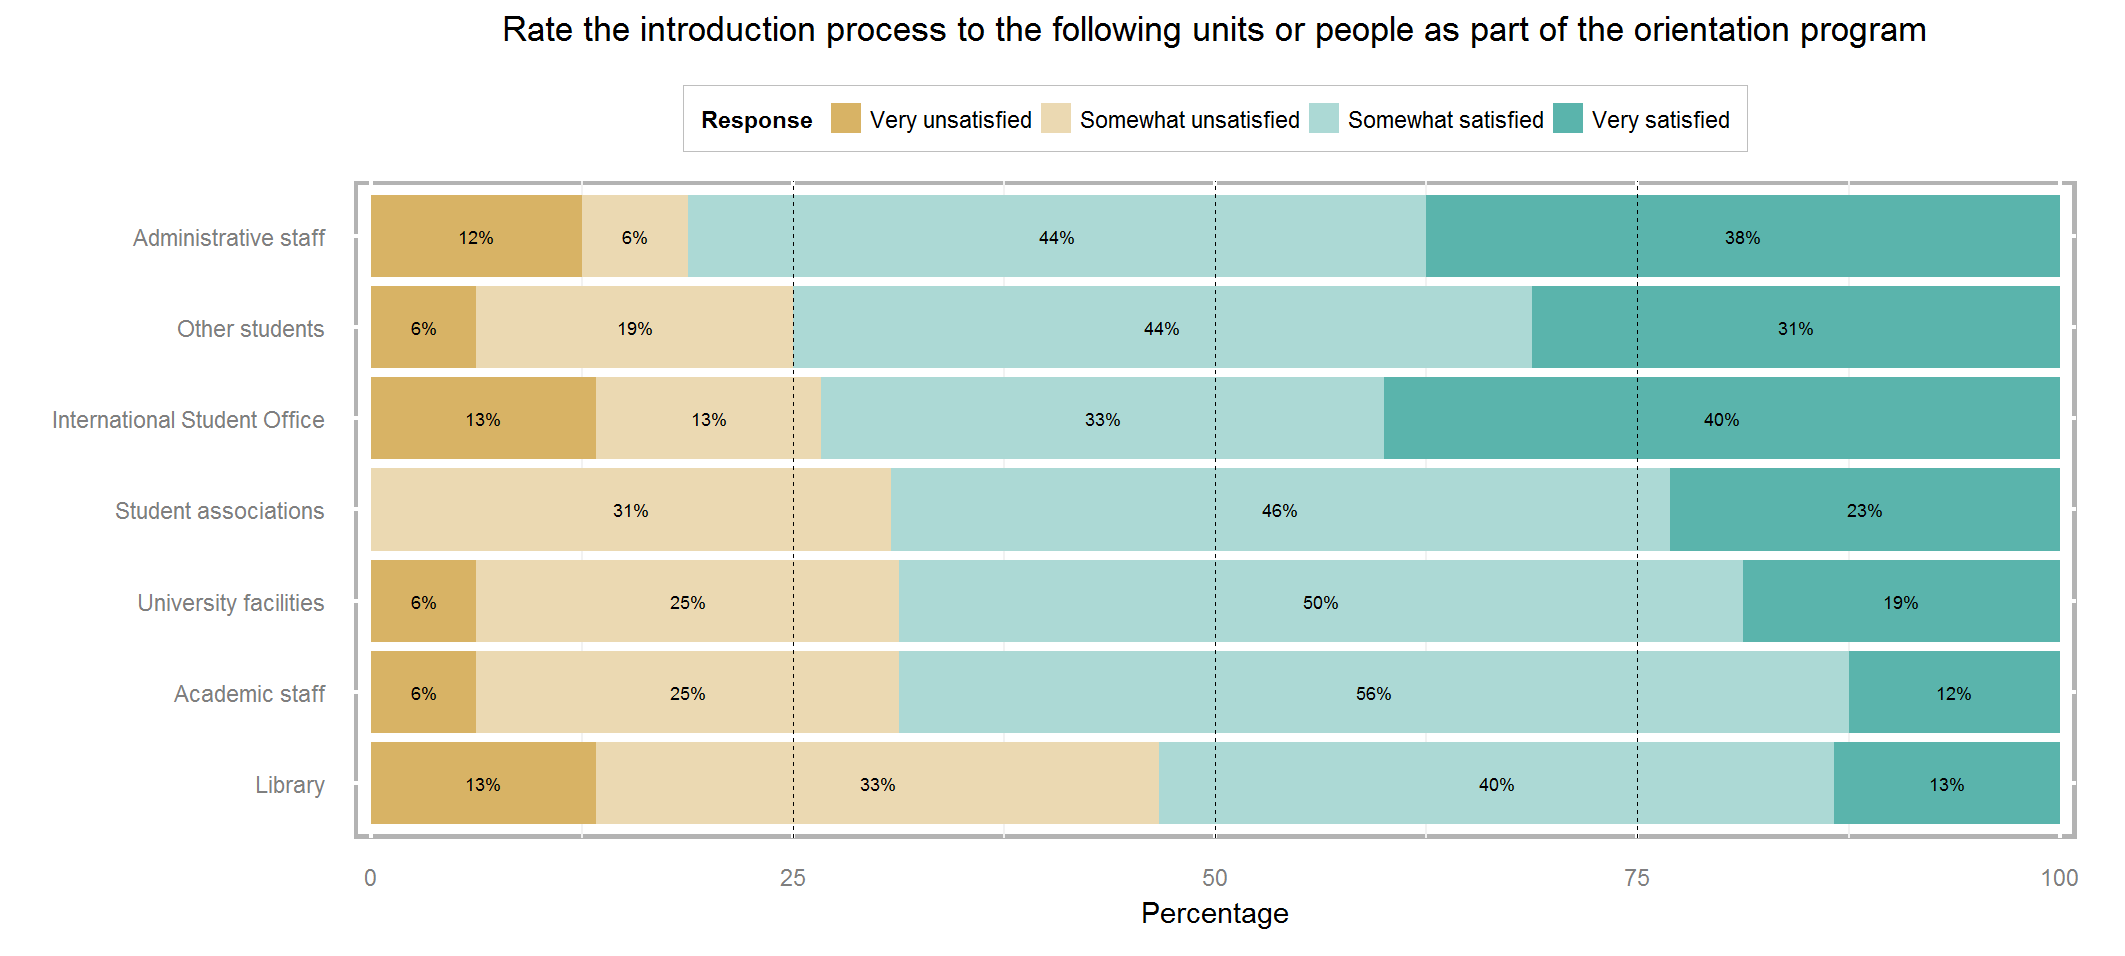 Rate the introduction process to the following units or people as part of the orientation program
Response Very unsatisfied Somewhat unsatisfied Somewhat satisfied Very satisfied
Administrative staff 12% 6% 44% 38%
Other students 6% 19% 44% 31%
International Student Office 13% 13% 33% 40%
Student associations 31% 46% 23%
University facilities 6% 25% 50% 19%
Academic staff 6% 25% 56% 12%
Library 13% 33% 40% 13%
0 25 50 75 100
Percentage